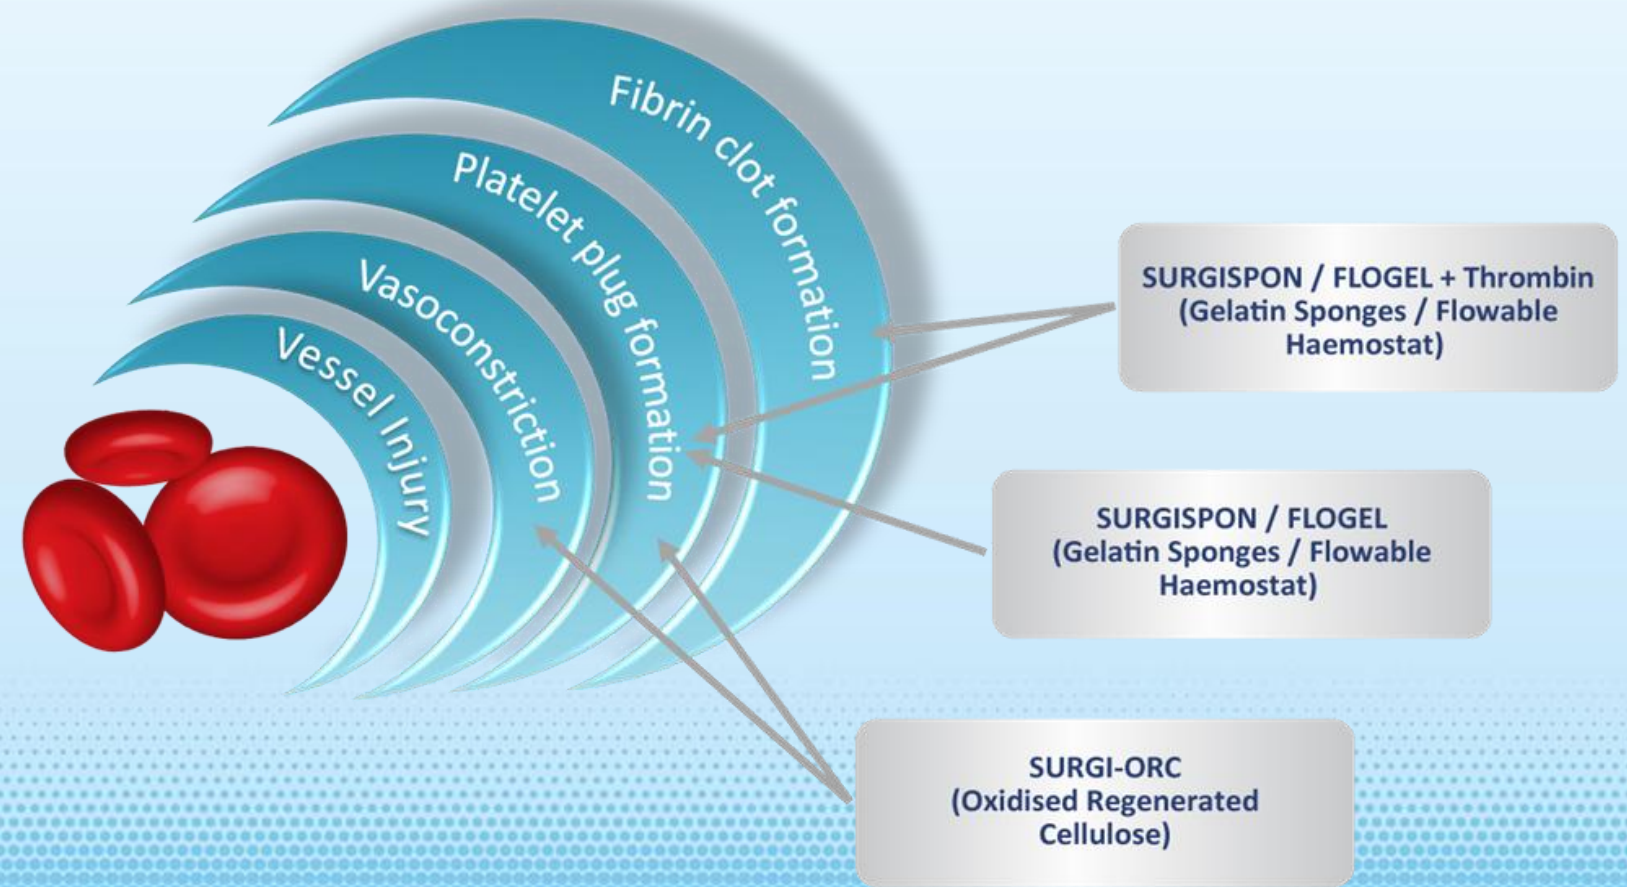 Fibrin clot formation
Platelet plug formation
Vasoconstriction
Vessel Injury
SURGISPON / FLOGEL + Thrombin
(Gelatin Sponges / Flowable
Haemostat)
SURGISPON / FLOGEL
(Gelatin Sponges / Flowable
Haemostat)
SURGI-ORC
(Oxidised Regenerated
Cellulose)